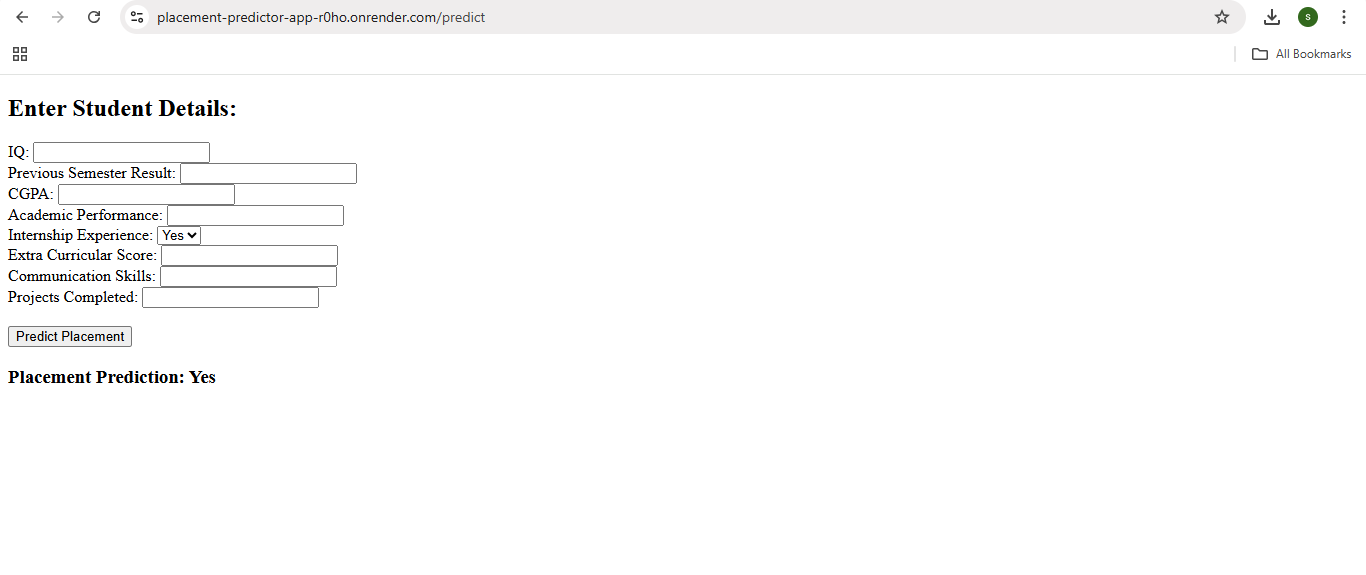 placement-predictor-app-r0ho.onrender.com/predict
s
All Bookmarks
Enter Student Details:
IQ:
Previous Semester Result:
CGPA:
Academic Performance:
Internship Experience: Yes
Extra Curricular Score:
Communication Skills:
Projects Completed:
Predict Placement
Placement Prediction: Yes